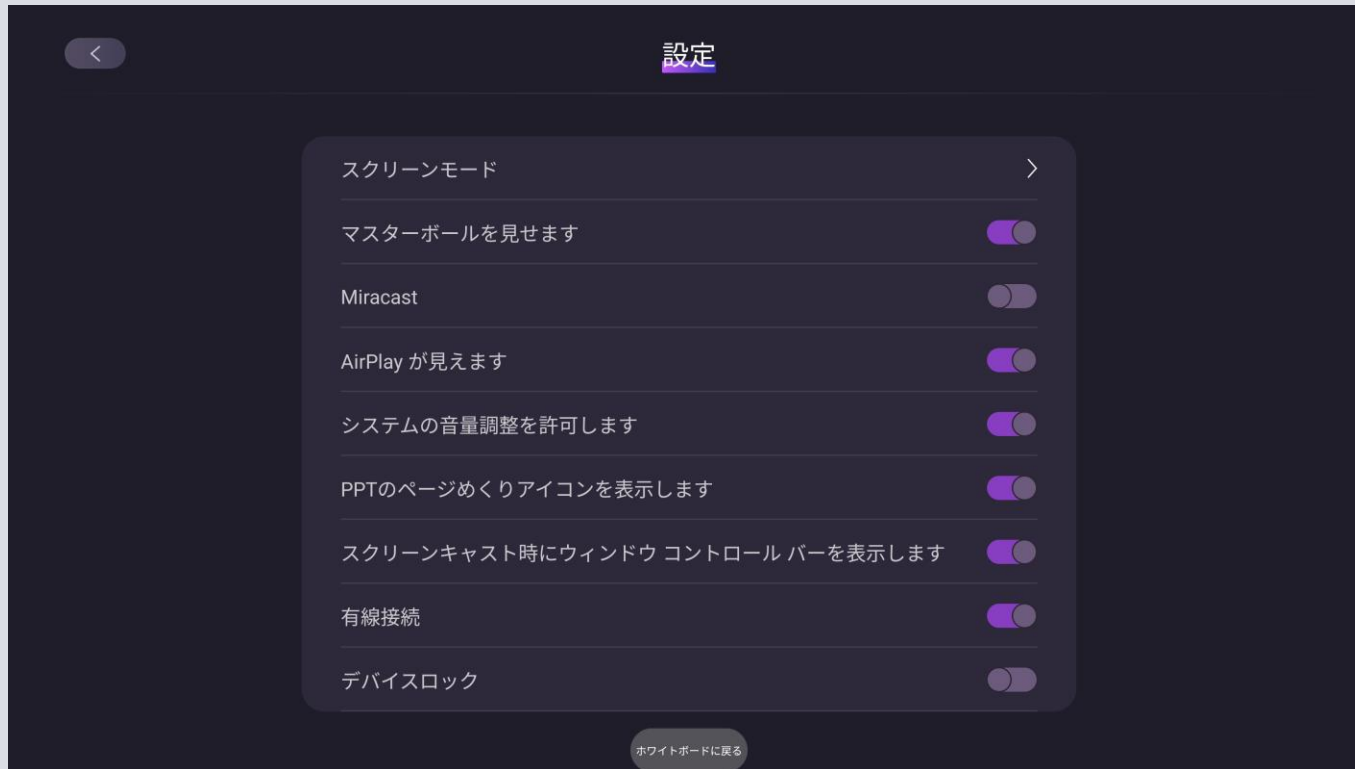 設定
スクリーンモード
マスターボールを見せます
Miracast
AirPlay が見えます
システムの音量調整を許可します
PPTのページめくりアイコンを表示します
スクリーンキャスト時にウィンドウ コントロール バーを表示します
有線接続
デバイスロック
ホワイトボードに戻る